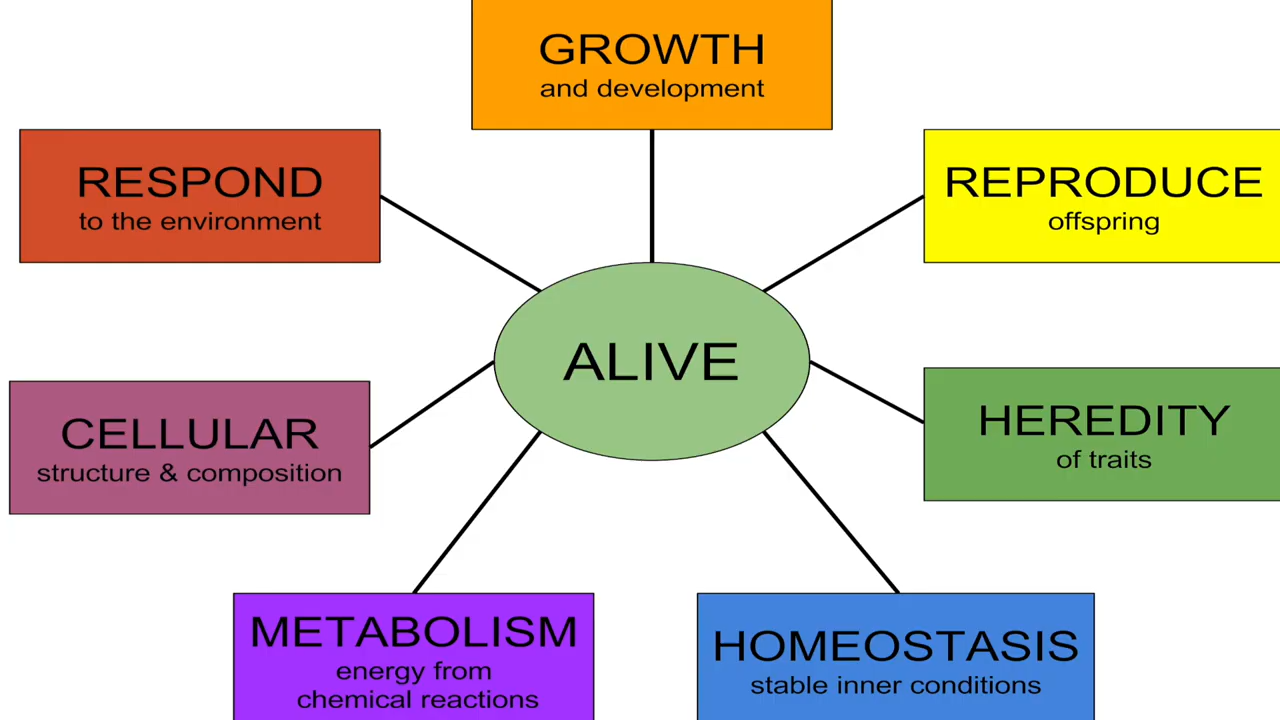 GROWTH
and development
RESPOND
to the environment
REPRODUCE
offspring
ALIVE
CELLULAR
structure & composition
HEREDITY
of traits
METABOLISM
energy from
chemical reactions
HOMEOSTASIS
stable inner conditions